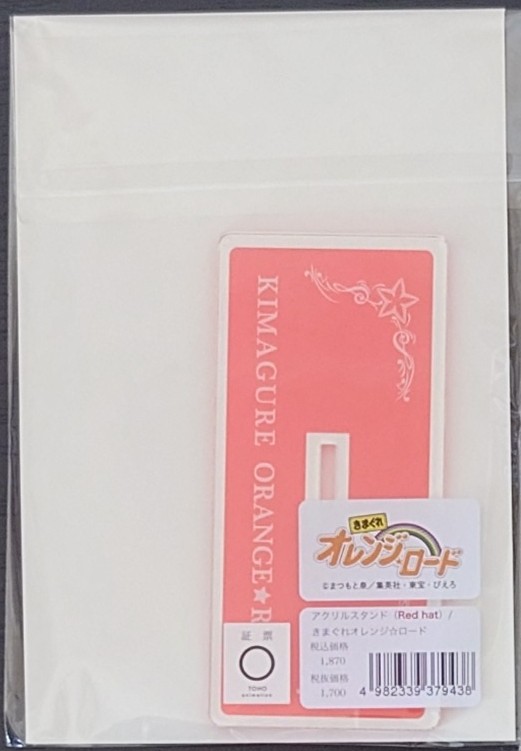 KIMAGURE ORANGE★R
きまぐれ
オレンジ☆ロード
©まつもと泉／集英社・東宝・ぴえろ
アクリルスタンド（Red hat）/
きまぐれオレンジ☆ロード
税込価格
1,870
税抜価格
1,700
4 982339 379438
証票
TOHO
animation